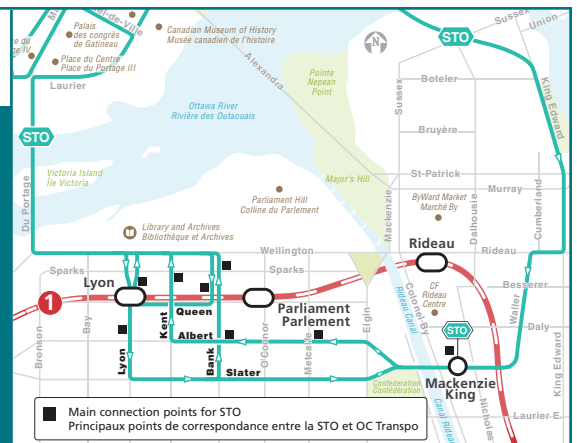 Hôtel-de-Ville
Palais
des congrès
de Gatineau
Place du Centre
Place du Portage III
Laurier
Canadian Museum of History
Musée canadien de l'histoire
Alexandra
Sussex
Union
STO
N
Pointe
Nepean
Point
Boteler
King Edward
Sussex
Ottawa River
Rivière des Outaouais
STO
Bruyère
St-Patrick
Victoria Island
Île Victoria
Major's Hill
Murray
Du Portage
Parliament Hill
Colline du Parlement
ByWard Market
Marché By
Mackenzie
Dalhousie
Cumberland
Library and Archives
Bibliothèque et Archives
Wellington
Rideau
Rideau
Sparks
Lyon
Sparks
Besserer
1
Queen
Parliament
Parlement
CF
Rideau
Centre
Colonel By
Rideau Canal
Waller
STO
Daly
Bay
Kent
Albert
Bronson
Lyon
Bank
O'Connor
Metcalfe
Elgin
Slater
Confédération
Confédération
Mackenzie
King
King Edward
Canal Rideau
Nicholas
Laurier E.
Main connection points for STO
Principaux points de correspondance entre la STO et OC Transpo